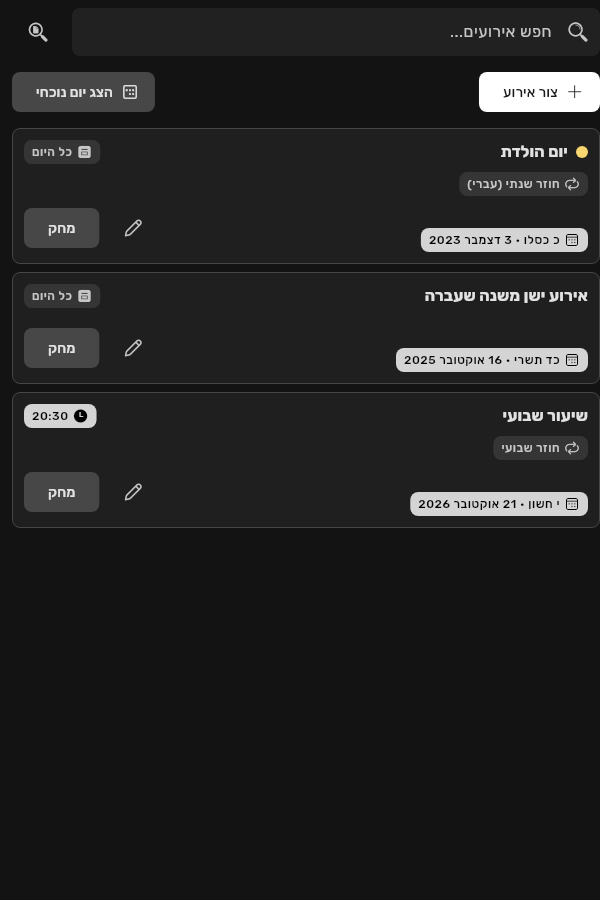 חפש אירועים...
צור אירוע
הצג יום נוכחי
יום הולדת
כל היום
חוזר שנתי (עברי)
כ כסלו • 3 דצמבר 2023
מחק
אירוע ישן משנה שעברה
כל היום
כד תשרי • 16 אוקטובר 2025
מחק
שיעור שבועי
20:30
חוזר שבועי
י חשון • 21 אוקטובר 2026
מחק